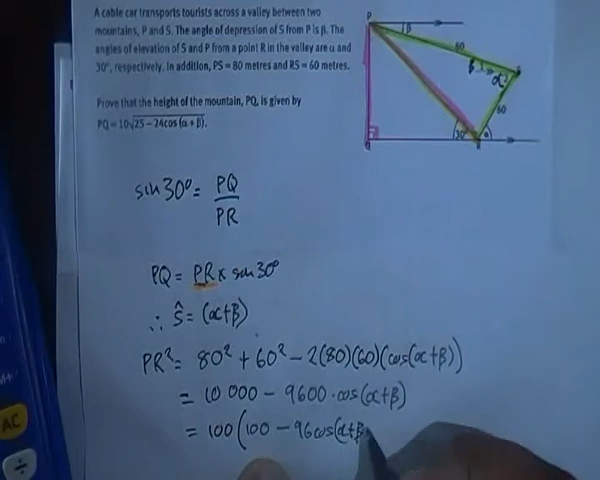 A cable car transports tourists across a valley between two
mountains, P and S. The angle of depression of S from P is β. The
angles of elevation of S and P from a point R in the valley are α and
30°, respectively. In addition, PS = 80 metres and RS = 60 metres.
Prove that the height of the mountain, PQ, is given by
PQ = 10√25 – 24cos (α + β).
P
β
80
β
α
60
30°
sin 30° = PQ
PR
PQ = PR x sin 30°
∴ Ŝ = (α+β)
PR² = 80² + 60² – 2(80)(60)(cos(α+β))
= 10 000 – 9600 · cos(α+β)
= 100 (100 – 96cos(α+β
AC
M+
÷